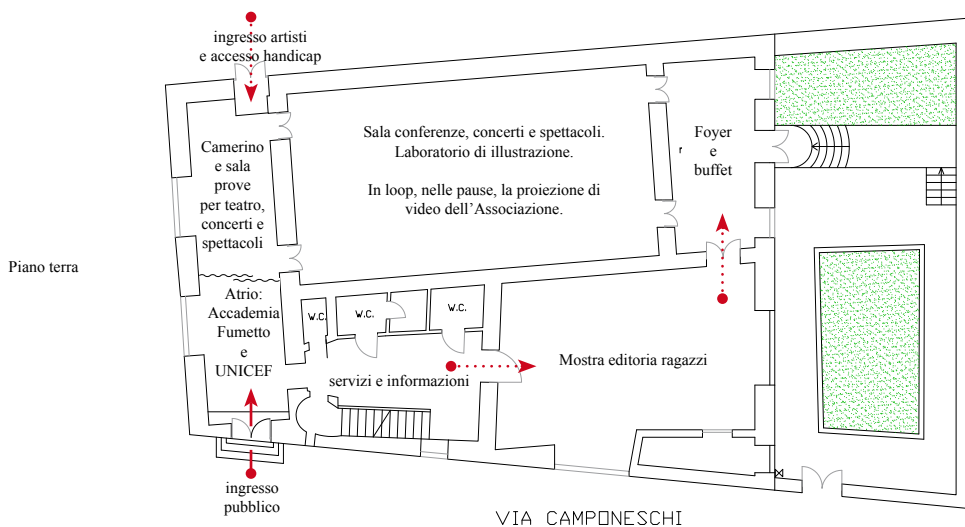 ingresso artisti
e accesso handicap
Camerino
e sala
prove
per teatro,
concerti e
spettacoli
Sala conferenze, concerti e spettacoli.
Laboratorio di illustrazione.
In loop, nelle pause, la proiezione di
video dell’Associazione.
Foyer
e
buffet
Piano terra
Atrio:
Accademia
Fumetto
e
UNICEF
W.C.
W.C.
W.C.
servizi e informazioni
Mostra editoria ragazzi
ingresso
pubblico
VIA CAMPONESCHI